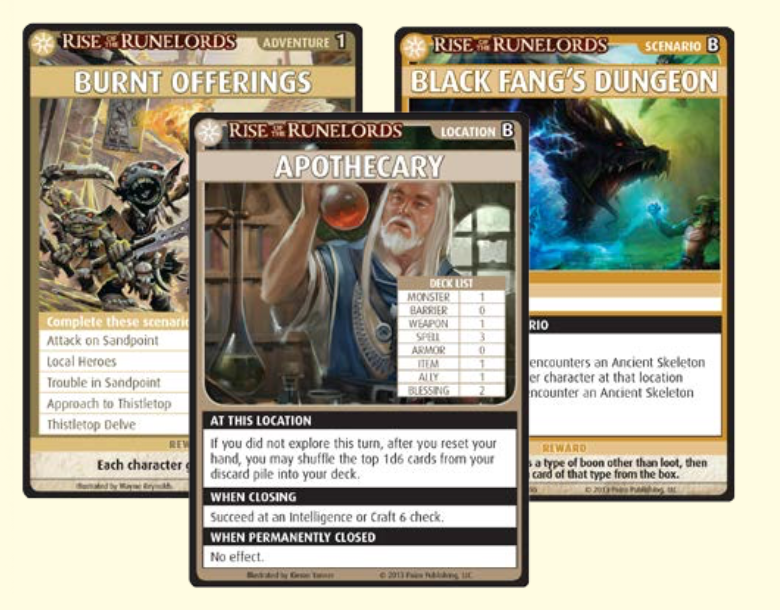 RISE OF THE RUNELORDS ADVENTURE 1
BURNT OFFERINGS
Complete these scenari
Attack on Sandpoint
Local Heroes
Trouble in Sandpoint
Approach to Thistletop
Thistletop Delve
REW
Each character g
Illustrated by Wayne Reynolds
RISE OF THE RUNELORDS LOCATION B
APOTHECARY
DECK LIST
MONSTER 1
BARRIER 0
WEAPON 1
SPELL 3
ARMOR 0
ITEM 1
ALLY 1
BLESSING 2
AT THIS LOCATION
If you did not explore this turn, after you reset your
hand, you may shuffle the top 1d6 cards from your
discard pile into your deck.
WHEN CLOSING
Succeed at an Intelligence or Craft 6 check.
WHEN PERMANENTLY CLOSED
No effect.
Illustrated by Kieran Yanner © 2013 Paizo Publishing, LLC
RISE OF THE RUNELORDS SCENARIO B
BLACK FANG'S DUNGEON
RIO
encounters an Ancient Skeleton
er character at that location
ncounter an Ancient Skeleton
REWARD
s a type of boon other than loot, then
card of that type from the box.
© 2013 Paizo Publishing, LLC